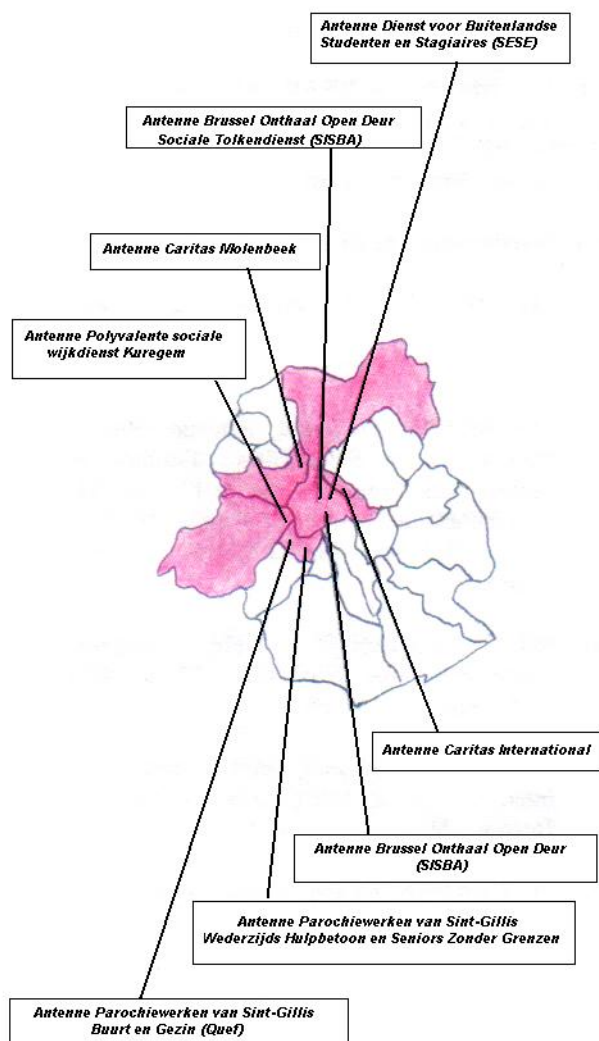 Antenne Dienst voor Buitenlandse
Studenten en Stagiaires (SESE)
Antenne Brussel Onthaal Open Deur
Sociale Tolkendienst (SISBA)
Antenne Caritas Molenbeek
Antenne Polyvalente sociale
wijkdienst Kuregem
Antenne Caritas International
Antenne Brussel Onthaal Open Deur
(SISBA)
Antenne Parochiewerken van Sint-Gillis
Wederzijds Hulpbetoon en Seniors Zonder Grenzen
Antenne Parochiewerken van Sint-Gillis
Buurt en Gezin (Quef)